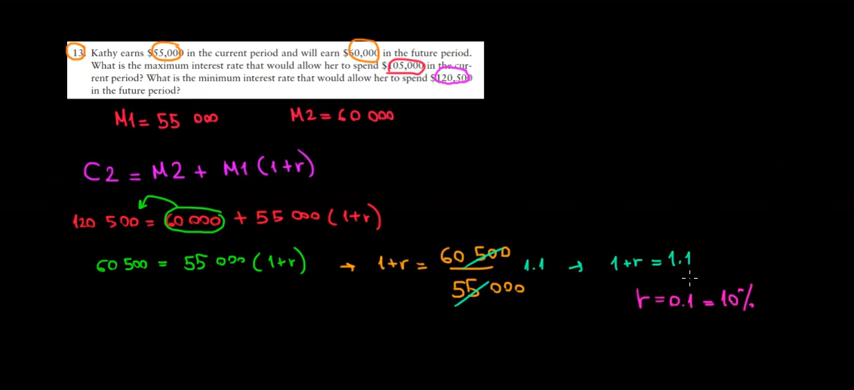 13. Kathy earns $55,000 in the current period and will earn $60,000 in the future period.
What is the maximum interest rate that would allow her to spend $105,000 in the cur-
rent period? What is the minimum interest rate that would allow her to spend $120,500
in the future period?
M1 = 55 000 M2 = 60 000
C2 = M2 + M1 (1+r)
120 500 = 60 000 + 55 000 (1+r)
60 500 = 55 000 (1+r) → 1+r = 60 500 / 55 000 1.1 → 1+r = 1.1
r = 0.1 = 10%